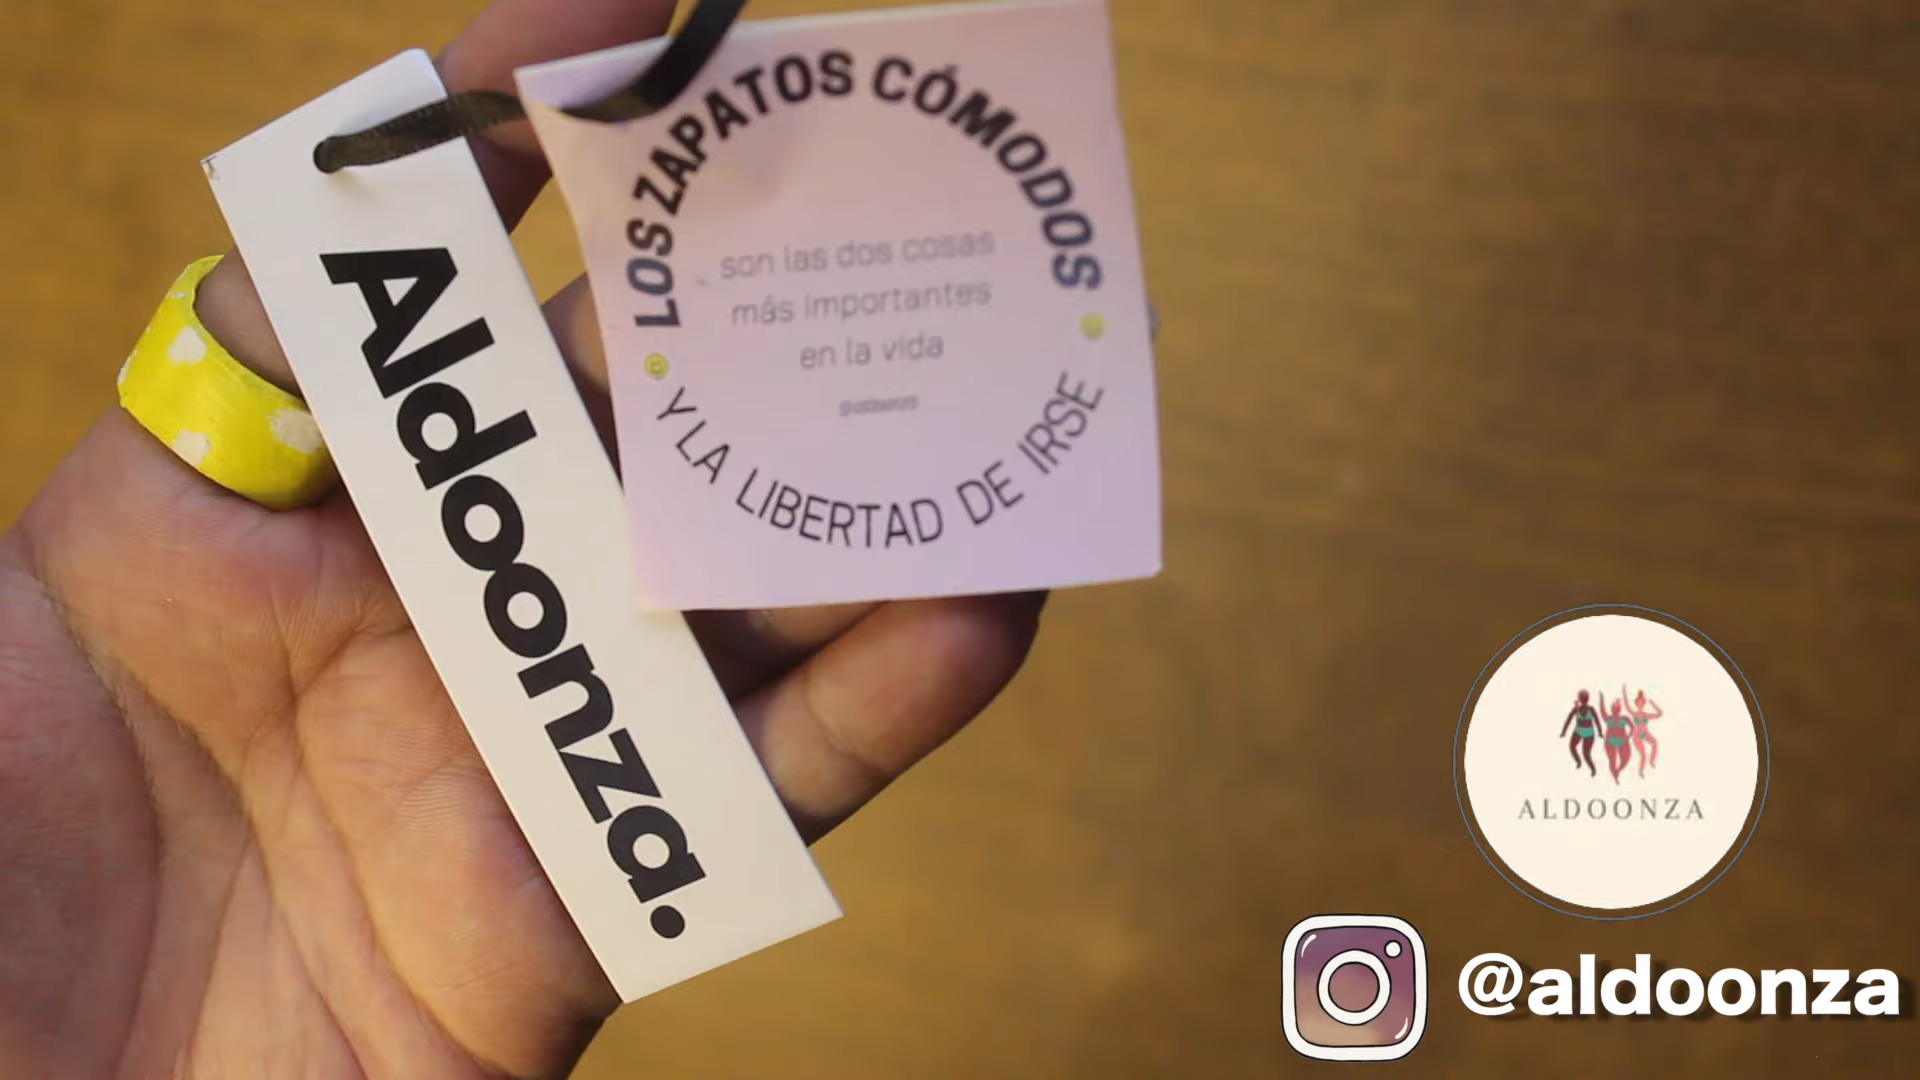 Aldoonza.
LOS ZAPATOS CÓMODOS
son las dos cosas
más importantes
en la vida
@aldoonza
Y LA LIBERTAD DE IRSE
ALDOONZA
@aldoonza